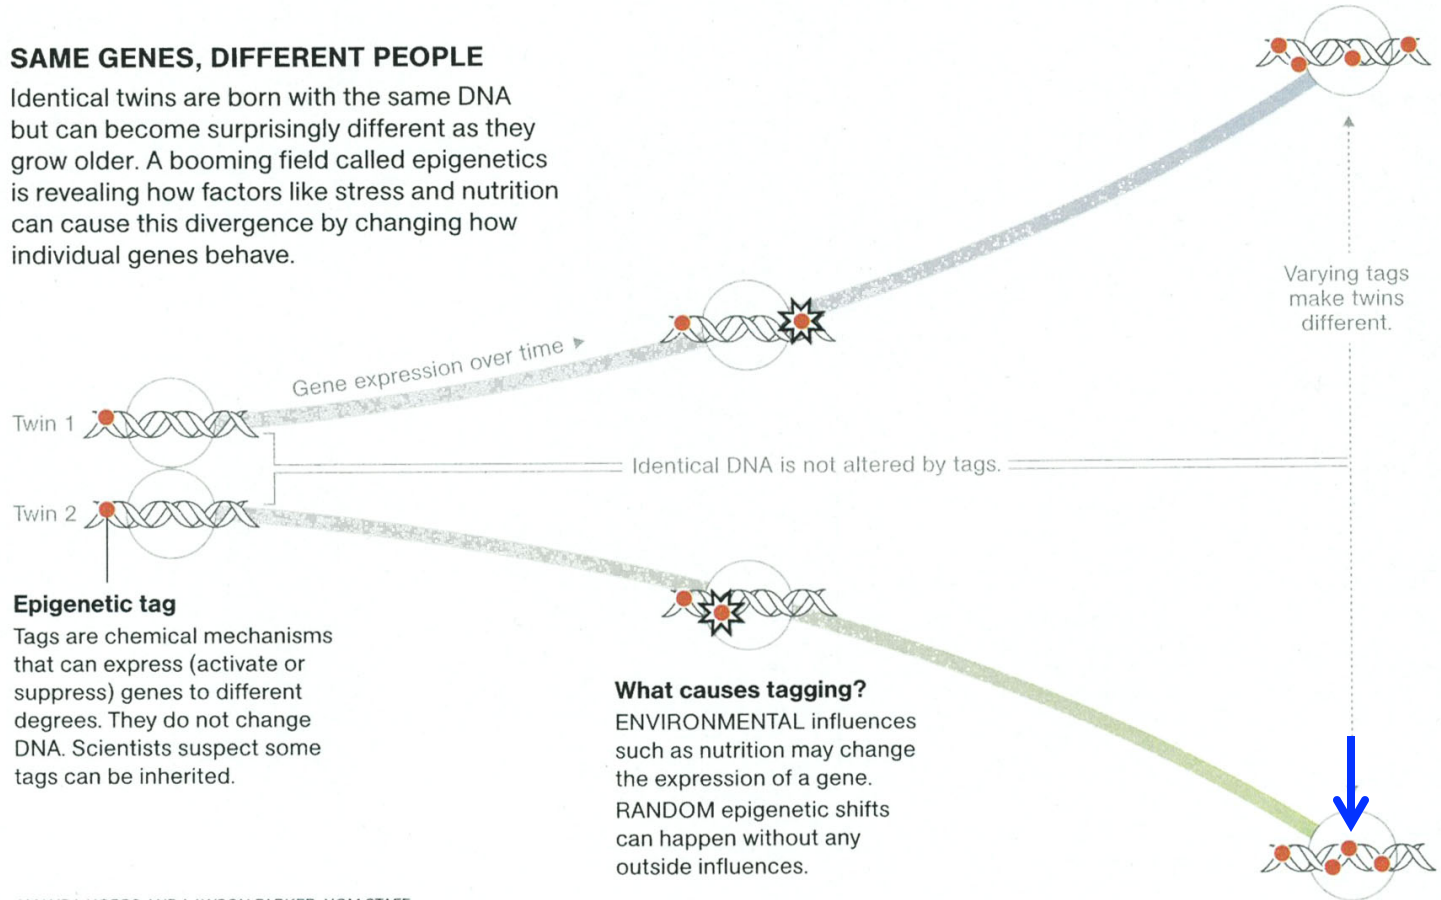 SAME GENES, DIFFERENT PEOPLE
Identical twins are born with the same DNA
but can become surprisingly different as they
grow older. A booming field called epigenetics
is revealing how factors like stress and nutrition
can cause this divergence by changing how
individual genes behave.
Varying tags
make twins
different.
Gene expression over time
Twin 1
Identical DNA is not altered by tags.
Twin 2
Epigenetic tag
Tags are chemical mechanisms
that can express (activate or
suppress) genes to different
degrees. They do not change
DNA. Scientists suspect some
tags can be inherited.
What causes tagging?
ENVIRONMENTAL influences
such as nutrition may change
the expression of a gene.
RANDOM epigenetic shifts
can happen without any
outside influences.